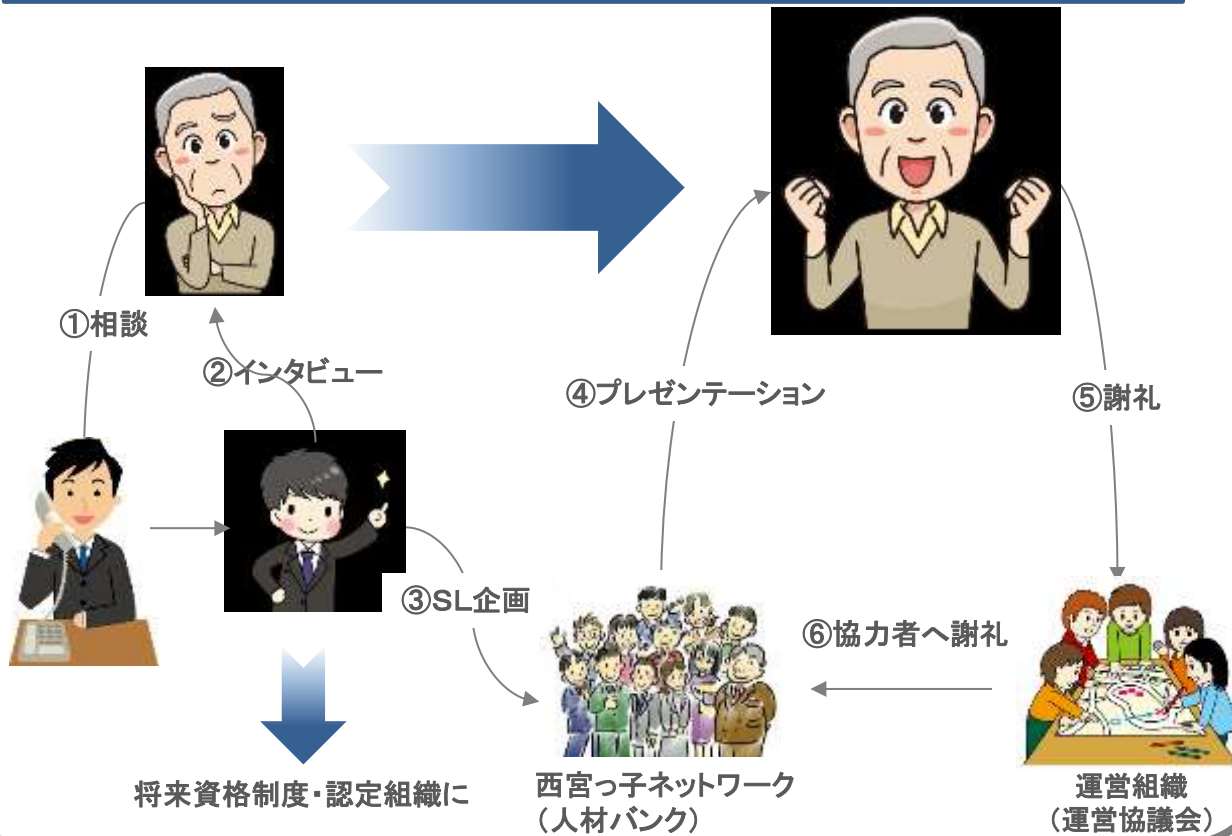 ①相談
②インタビュー
④プレゼンテーション
⑤謝礼
③SL企画
⑥協力者へ謝礼
将来資格制度・認定組織に
西宮っ子ネットワーク
（人材バンク）
運営組織
（運営協議会）